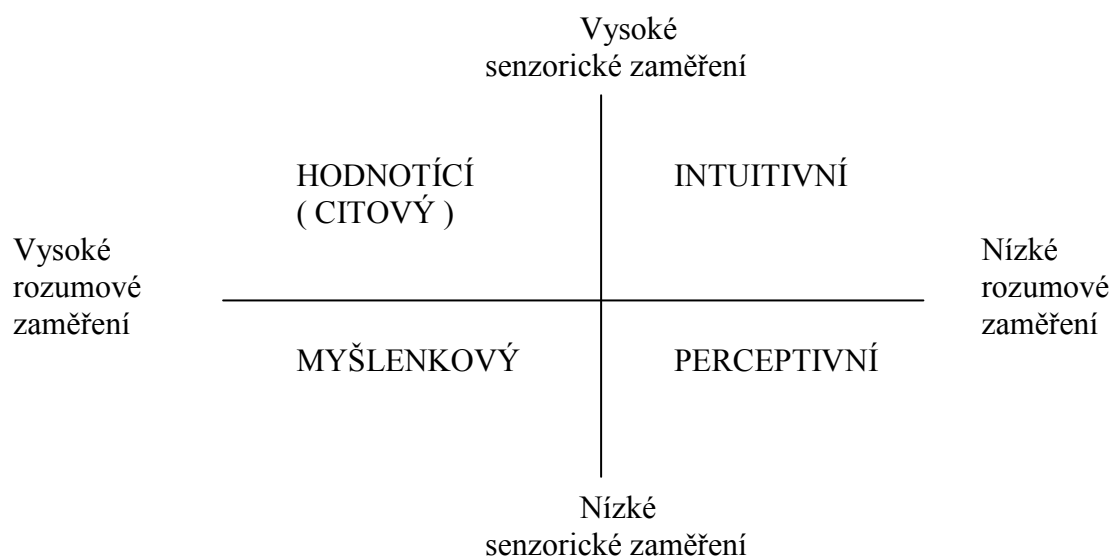 Vysoké
senzorické zaměření
HODNOTÍCÍ
( CITOVÝ )
INTUITIVNÍ
Vysoké
rozumové
zaměření
Nízké
rozumové
zaměření
MYŠLENKOVÝ
PERCEPTIVNÍ
Nízké
senzorické zaměření